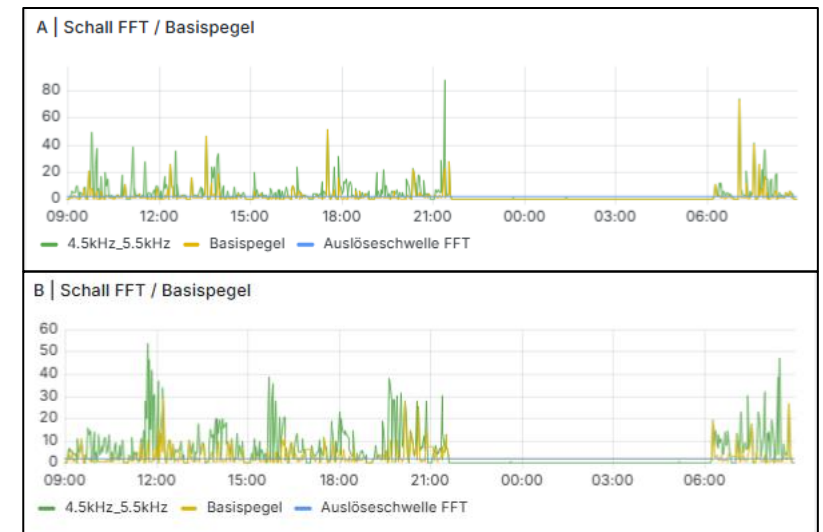 A | Schall FFT / Basispegel
80
60
40
20
0
09:00 12:00 15:00 18:00 21:00 00:00 03:00 06:00
4.5kHz_5.5kHz Basispegel Auslöseschwelle FFT
B | Schall FFT / Basispegel
60
50
40
30
20
10
0
09:00 12:00 15:00 18:00 21:00 00:00 03:00 06:00
4.5kHz_5.5kHz Basispegel Auslöseschwelle FFT